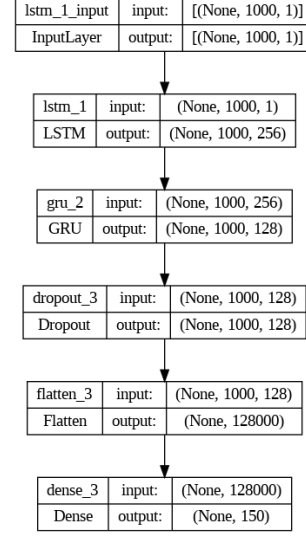 lstm_1_input input: [(None, 1000, 1)]
InputLayer output: [(None, 1000, 1)]
lstm_1 input: (None, 1000, 1)
LSTM output: (None, 1000, 256)
gru_2 input: (None, 1000, 256)
GRU output: (None, 1000, 128)
dropout_3 input: (None, 1000, 128)
Dropout output: (None, 1000, 128)
flatten_3 input: (None, 1000, 128)
Flatten output: (None, 128000)
dense_3 input: (None, 128000)
Dense output: (None, 150)